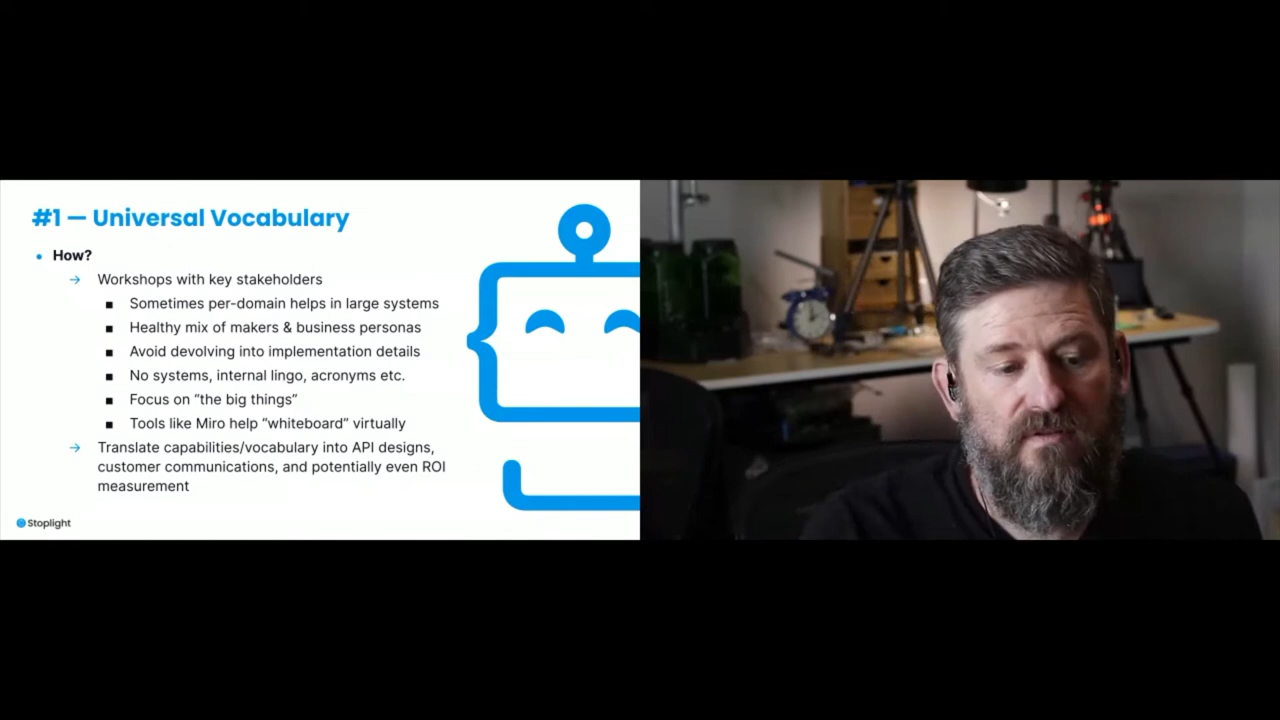 #1 — Universal Vocabulary
How?
Workshops with key stakeholders
Sometimes per-domain helps in large systems
Healthy mix of makers & business personas
Avoid devolving into implementation details
No systems, internal lingo, acronyms etc.
Focus on “the big things”
Tools like Miro help “whiteboard” virtually
Translate capabilities/vocabulary into API designs,
customer communications, and potentially even ROI
measurement
Stoplight